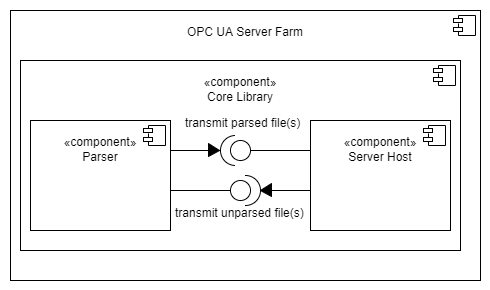 OPC UA Server Farm
«component»
Core Library
transmit parsed file(s)
«component»
Parser
«component»
Server Host
transmit unparsed file(s)